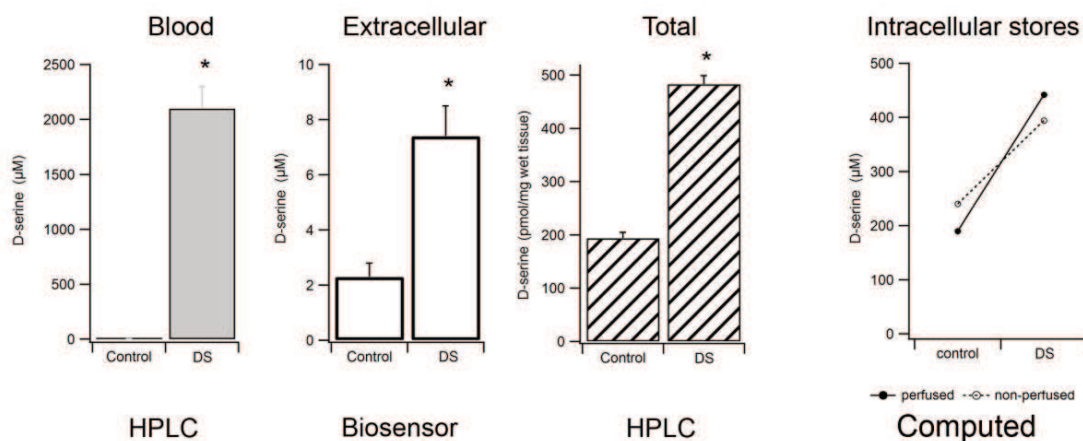 Blood
2500
2000
1500
1000
500
0
D-serine (µM)
*
Control DS
HPLC
Extracellular
10
8
6
4
2
0
D-serine (µM)
*
Control DS
Biosensor
Total
500
400
300
200
100
0
D-serine (pmol/mg wet tissue)
*
Control DS
HPLC
Intracellular stores
500
400
300
200
100
0
D-serine (µM)
control DS
perfused non-pertused
Computed